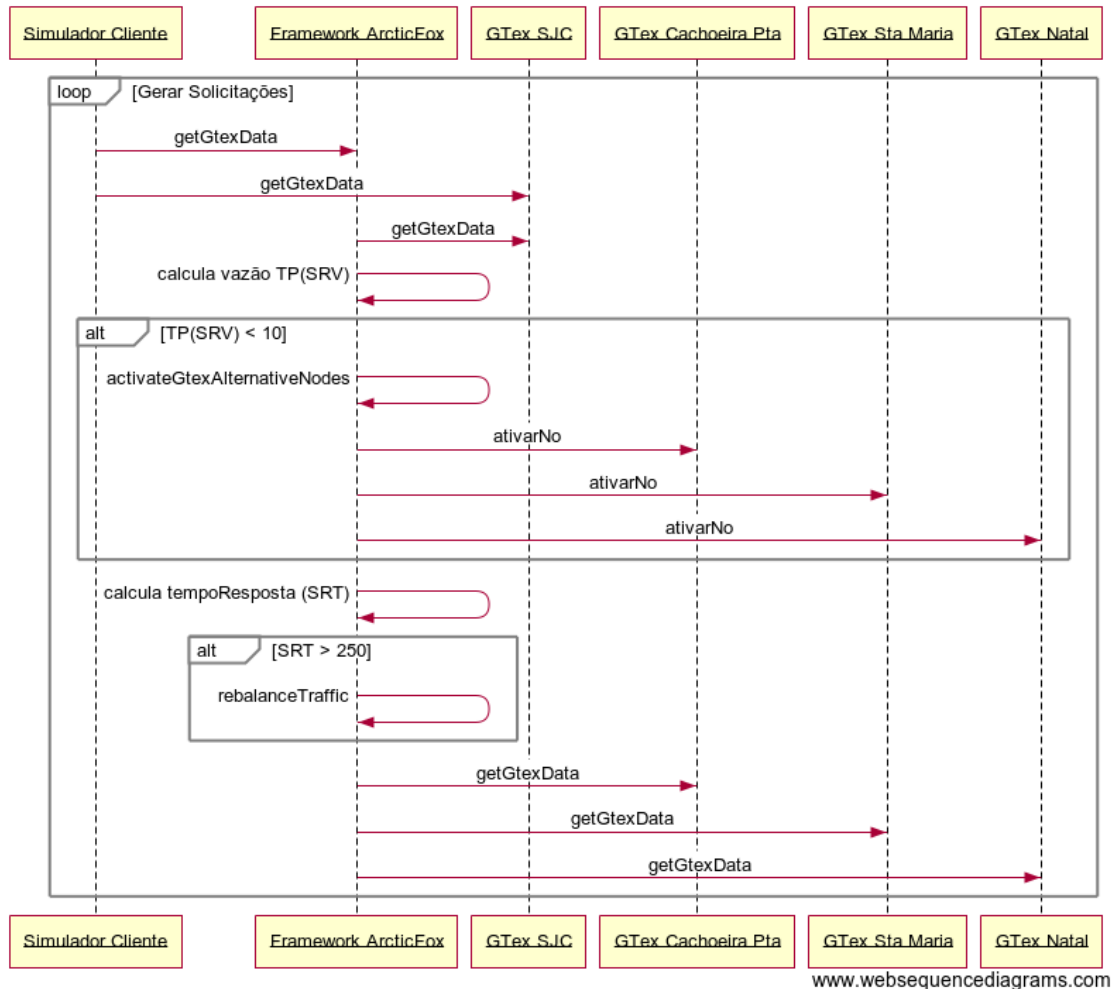 Simulador Cliente
Framework ArcticFox
GTex SJC
GTex Cachoeira Pta
GTex Sta Maria
GTex Natal
loop
[Gerar Solicitações]
getGtexData
getGtexData
getGtexData
calcula vazão TP(SRV)
alt
[TP(SRV) < 10]
activateGtexAlternativeNodes
ativarNo
ativarNo
ativarNo
calcula tempoResposta (SRT)
alt
[SRT > 250]
rebalanceTraffic
getGtexData
getGtexData
getGtexData
Simulador Cliente
Framework ArcticFox
GTex SJC
GTex Cachoeira Pta
GTex Sta Maria
GTex Natal
www.websequencediagrams.com